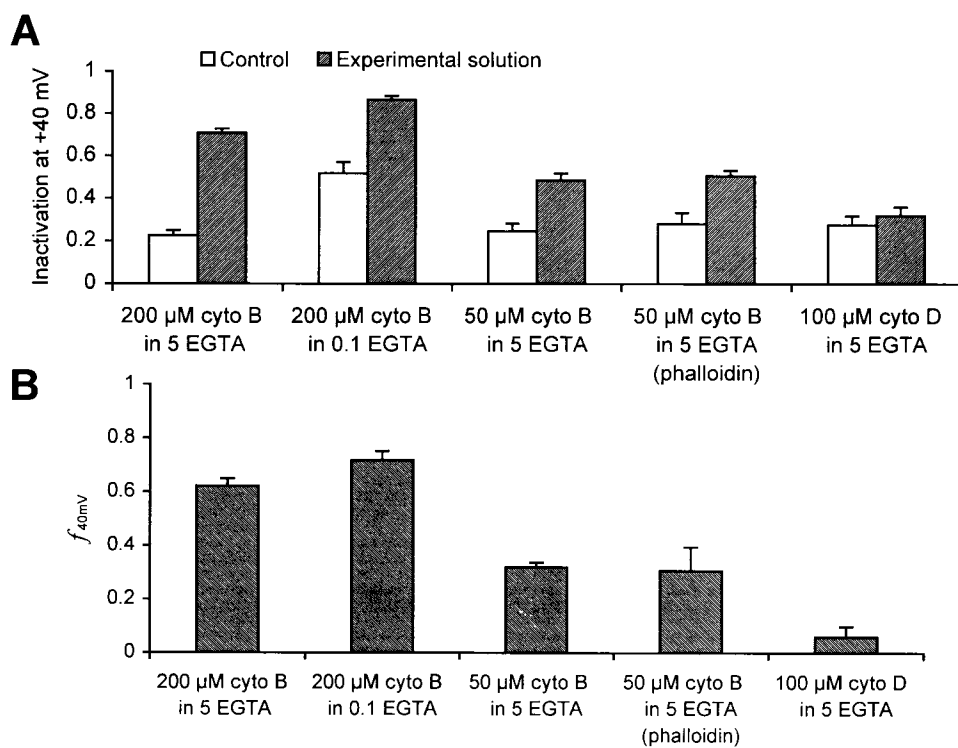 A
Control Experimental solution
Inactivation at +40 mV
1
0.8
0.6
0.4
0.2
0
200 µM cyto B 200 µM cyto B 50 µM cyto B 50 µM cyto B 100 µM cyto D
in 5 EGTA in 0.1 EGTA in 5 EGTA in 5 EGTA in 5 EGTA
(phalloidin)
B
f40mV
1
0.8
0.6
0.4
0.2
0
200 µM cyto B 200 µM cyto B 50 µM cyto B 50 µM cyto B 100 µM cyto D
in 5 EGTA in 0.1 EGTA in 5 EGTA in 5 EGTA in 5 EGTA
(phalloidin)